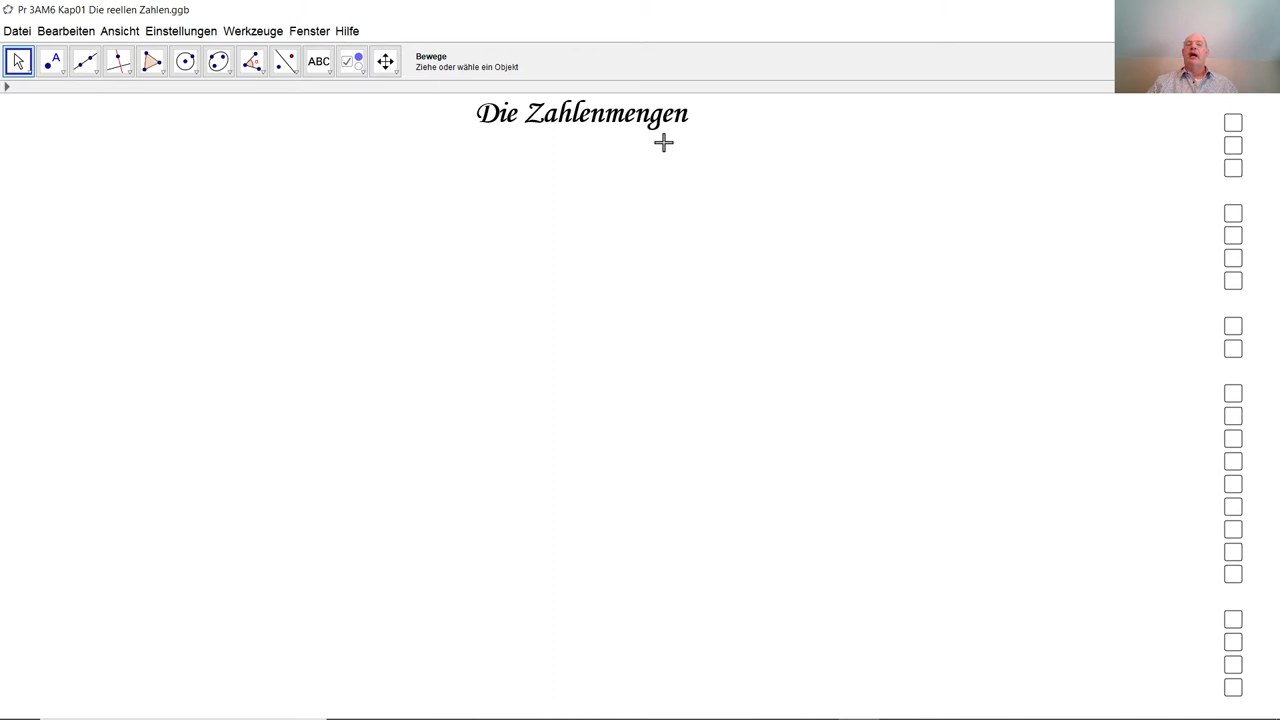 Pr 3AM6 Kap01 Die reellen Zahlen.ggb
Datei Bearbeiten Ansicht Einstellungen Werkzeuge Fenster Hilfe
A
ABC
Bewege
Ziehe oder wähle ein Objekt
Die Zahlenmengen